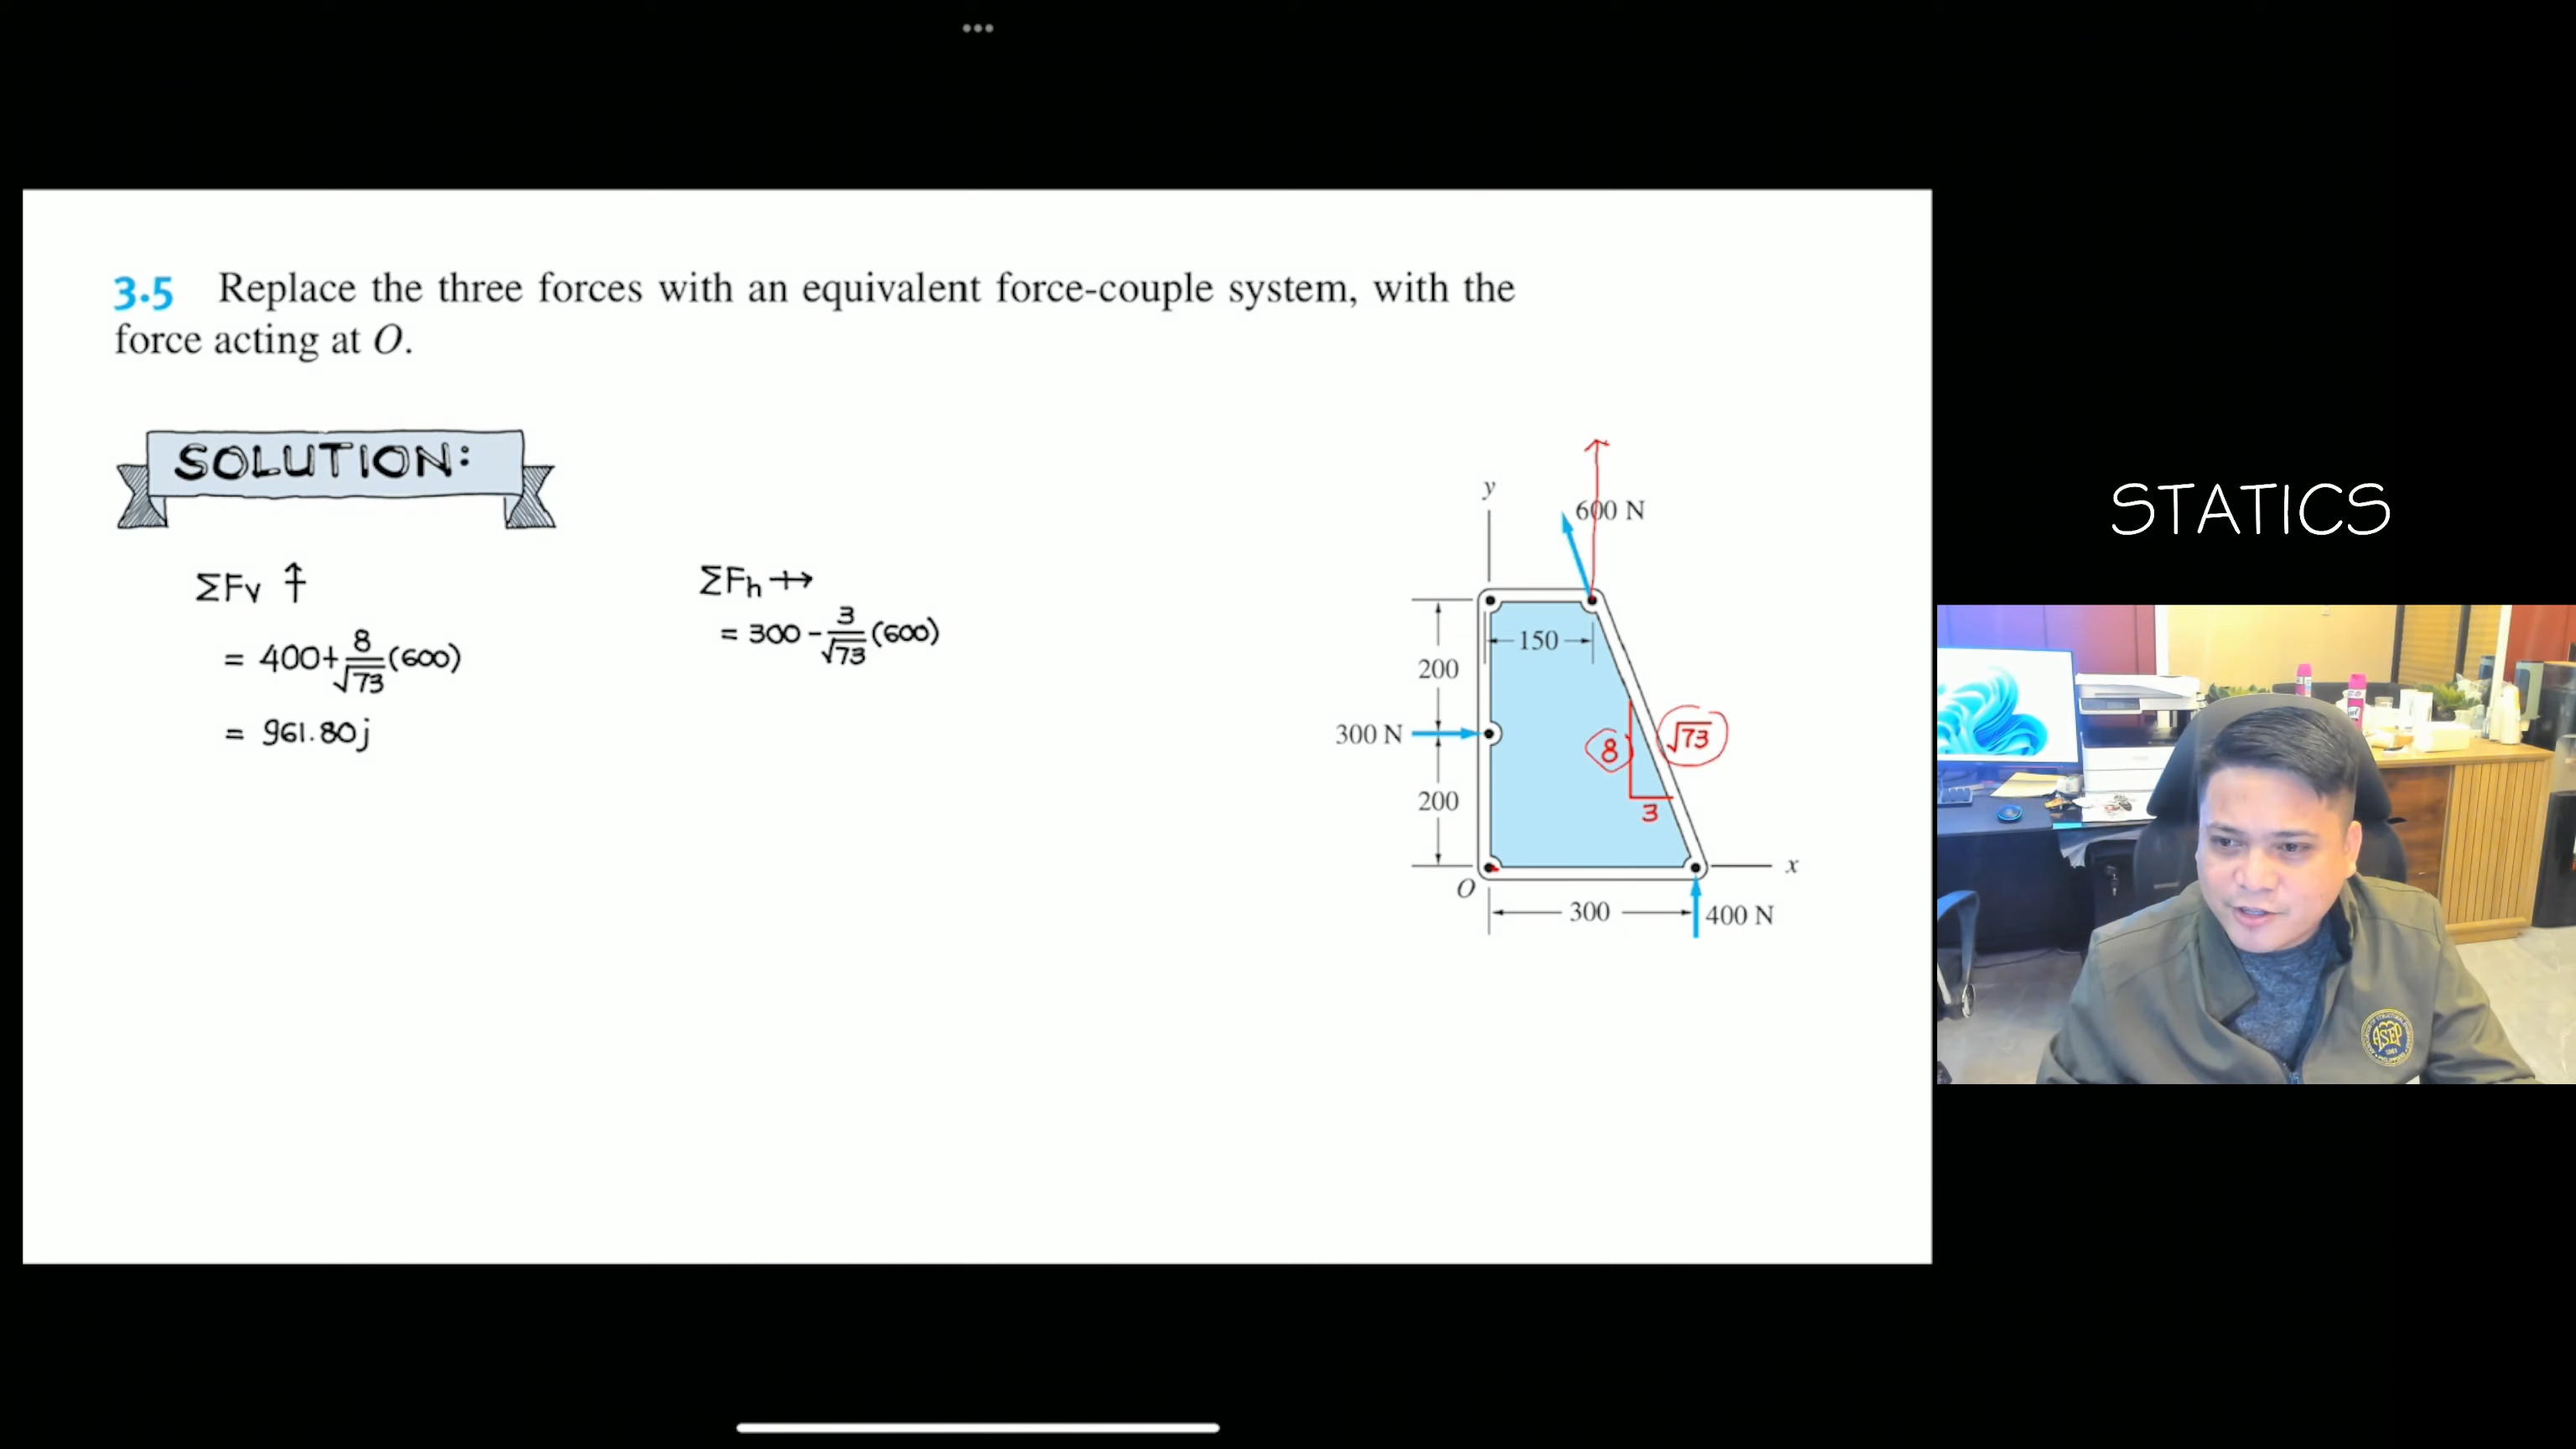 3.5 Replace the three forces with an equivalent force-couple system, with the
force acting at O.
SOLUTION:
ΣFv ↑
= 400+ 8/√73 (600)
= 961.80j
ΣFh →
= 300 - 3/√73 (600)
y
600 N
150
200
300 N
8
√73
200
3
x
O
300
400 N
STATICS
ASEP